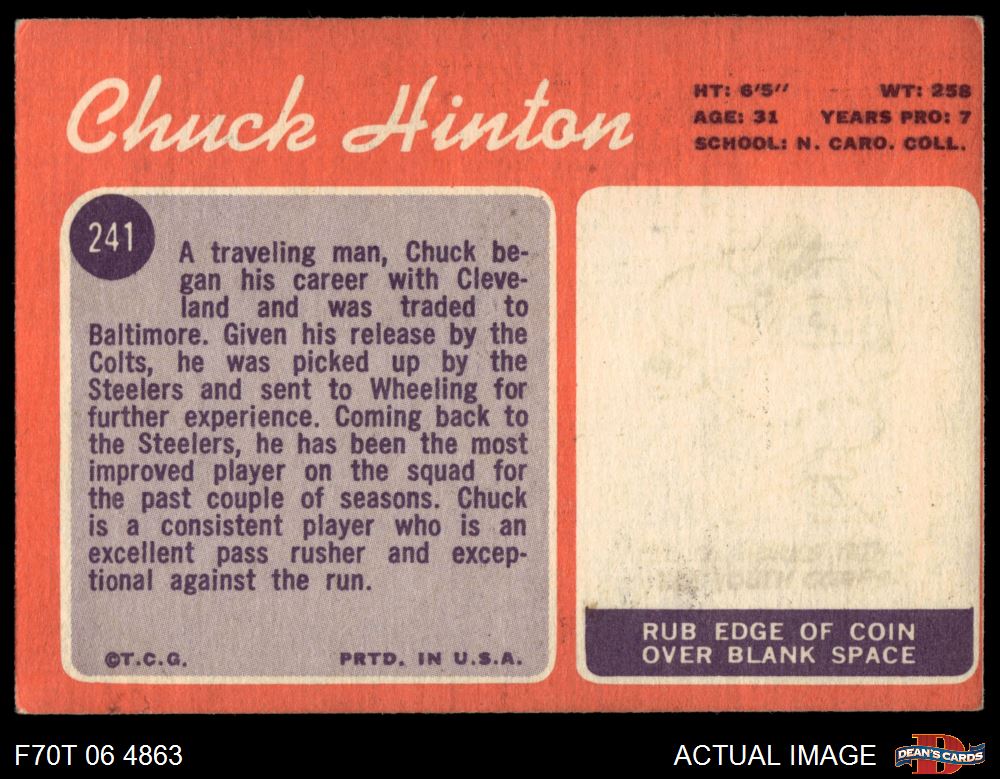 Chuck Hinton
HT: 6'5" WT: 258
AGE: 31 YEARS PRO: 7
SCHOOL: N. CARO. COLL.
241
A traveling man, Chuck be-
gan his career with Cleve-
land and was traded to
Baltimore. Given his release by the
Colts, he was picked up by the
Steelers and sent to Wheeling for
further experience. Coming back to
the Steelers, he has been the most
improved player on the squad for
the past couple of seasons. Chuck
is a consistent player who is an
excellent pass rusher and excep-
tional against the run.
©T.C.G. PRTD. IN U.S.A.
RUB EDGE OF COIN
OVER BLANK SPACE
F70T 06 4863
ACTUAL IMAGE
DEAN'S CARDS